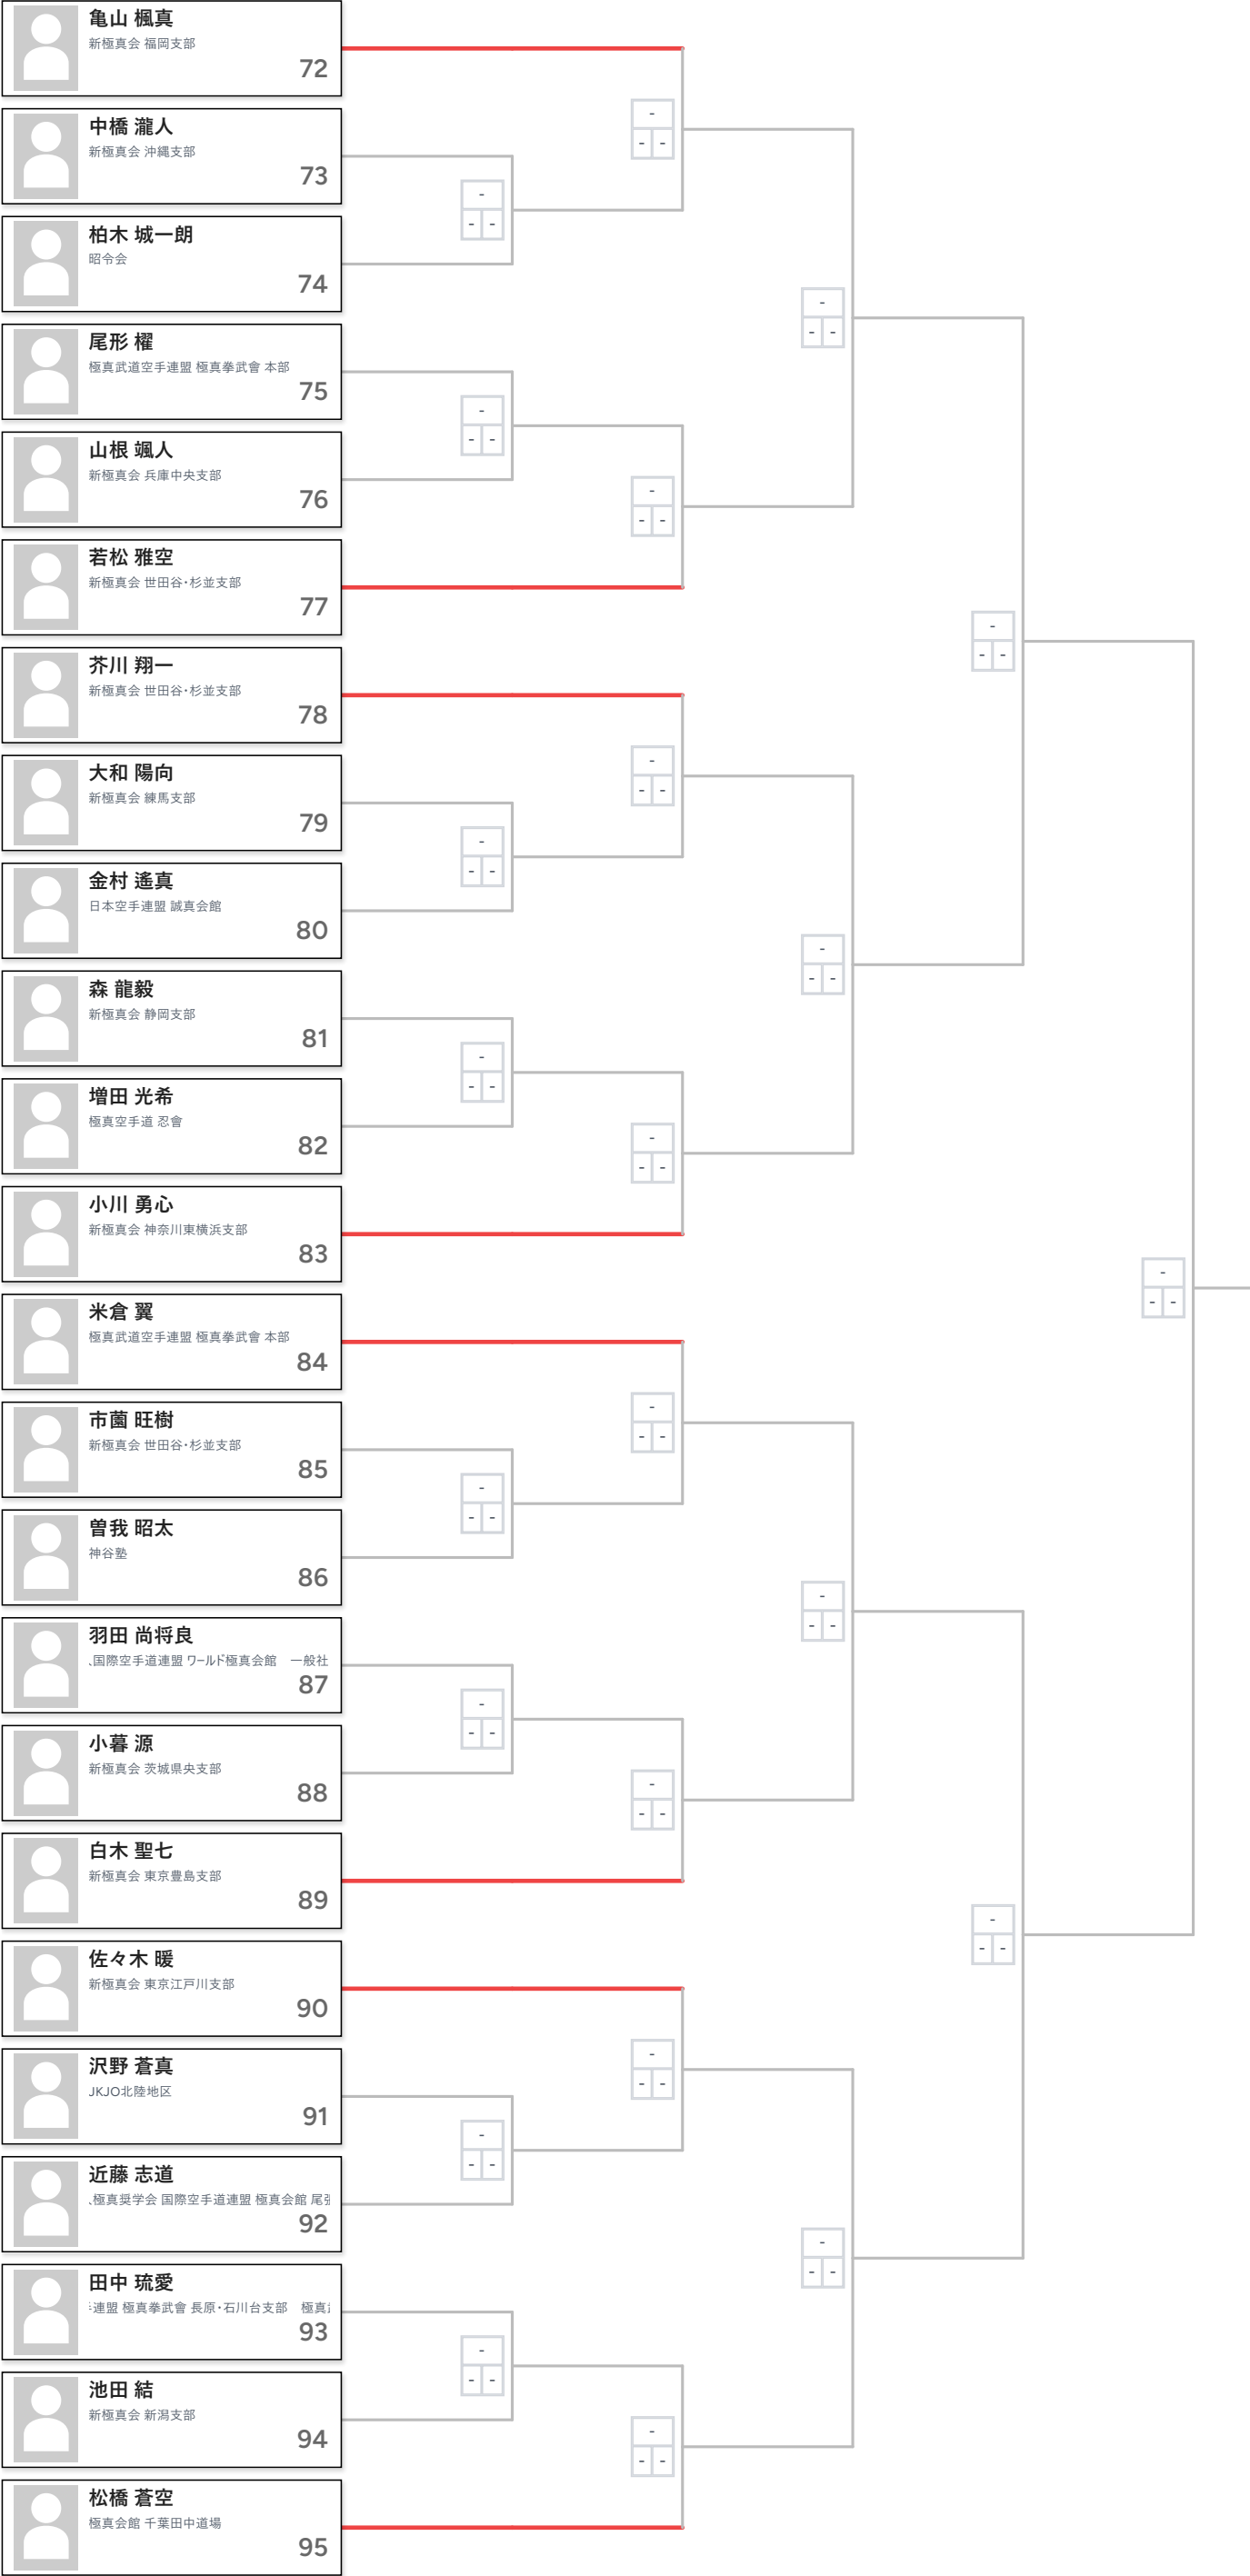 亀山 楓真
新極真会 福岡支部
72
中橋 瀧人
新極真会 沖縄支部
73
柏木 城一朗
昭令会
74
尾形 櫂
極真武道空手連盟 極真拳武會 本部
75
山根 颯人
新極真会 兵庫中央支部
76
若松 雅空
新極真会 世田谷・杉並支部
77
芥川 翔一
新極真会 世田谷・杉並支部
78
大和 陽向
新極真会 練馬支部
79
金村 遙真
日本空手連盟 誠真会館
80
森 龍毅
新極真会 静岡支部
81
増田 光希
極真空手道 忍會
82
小川 勇心
新極真会 神奈川東横浜支部
83
米倉 翼
極真武道空手連盟 極真拳武會 本部
84
市薗 旺樹
新極真会 世田谷・杉並支部
85
曽我 昭太
神谷塾
86
羽田 尚将良
国際空手道連盟 ワールド極真会館　一般社
87
小暮 源
新極真会 茨城県央支部
88
白木 聖七
新極真会 東京豊島支部
89
佐々木 暖
新極真会 東京江戸川支部
90
沢野 蒼真
JKJO北陸地区
91
近藤 志道
極真奨学会 国際空手道連盟 極真会館 尾張
92
田中 琉愛
連盟 極真拳武會 長原・石川台支部　極真
93
池田 結
新極真会 新潟支部
94
松橋 蒼空
極真会館 千葉田中道場
95